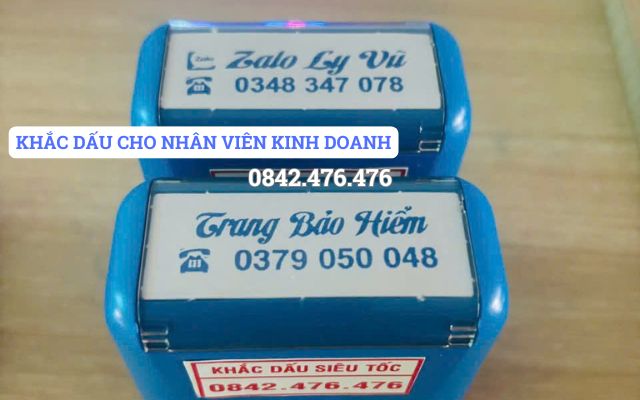 Zalo Zalo Ly Vũ
0348 347 078
KHẮC DẤU CHO NHÂN VIÊN KINH DOANH
0842.476.476
Trang Bảo Hiểm
0379 050 048
KHẮC DẤU SIÊU TỐC
0842.476.476